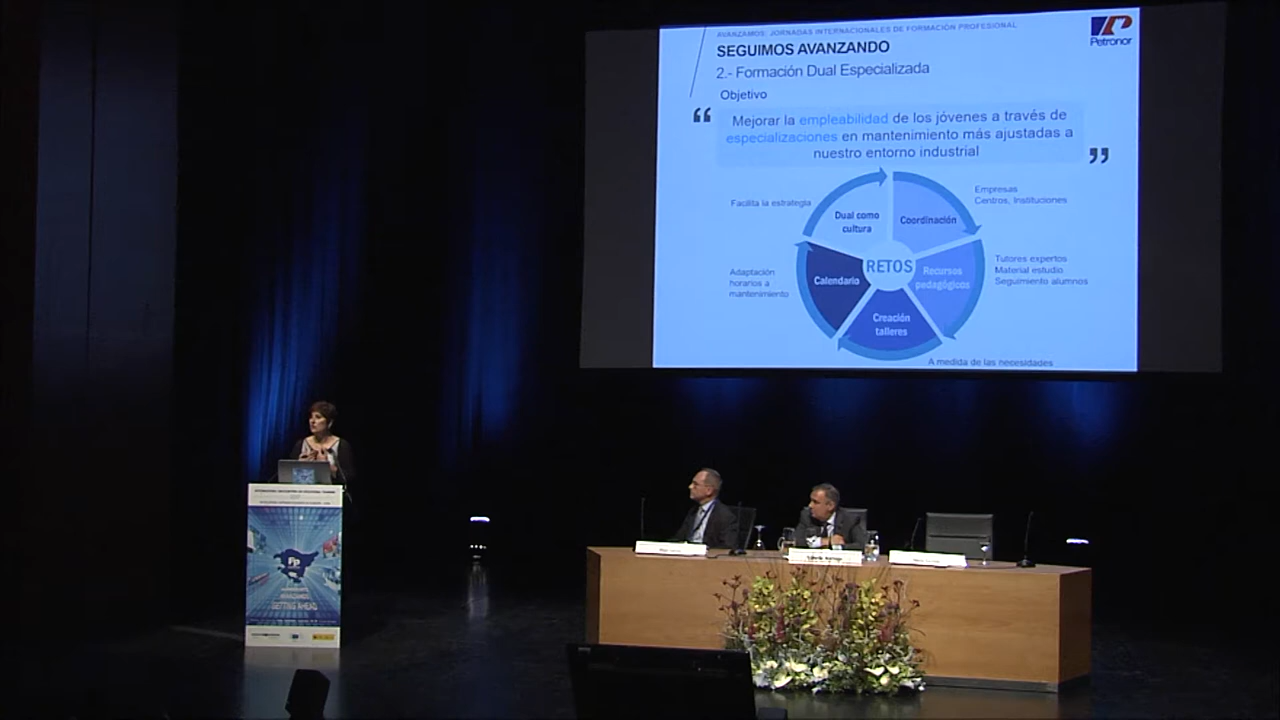 AVANZAMOS: JORNADAS INTERNACIONALES DE FORMACIÓN PROFESIONAL
Petronor
SEGUIMOS AVANZANDO
2.- Formación Dual Especializada
Objetivo
“ Mejorar la empleabilidad de los jóvenes a través de
especializaciones en mantenimiento más ajustadas a
nuestro entorno industrial ”
Facilita la estrategia
Dual como
cultura
Coordinación
Empresas
Centros, Instituciones
RETOS
Adaptación
horarios a
mantenimiento
Calendario
Recursos
pedagógicos
Tutores expertos
Material estudio
Seguimiento alumnos
Creación
talleres
A medida de las necesidades
Fp
GETTING AHEAD